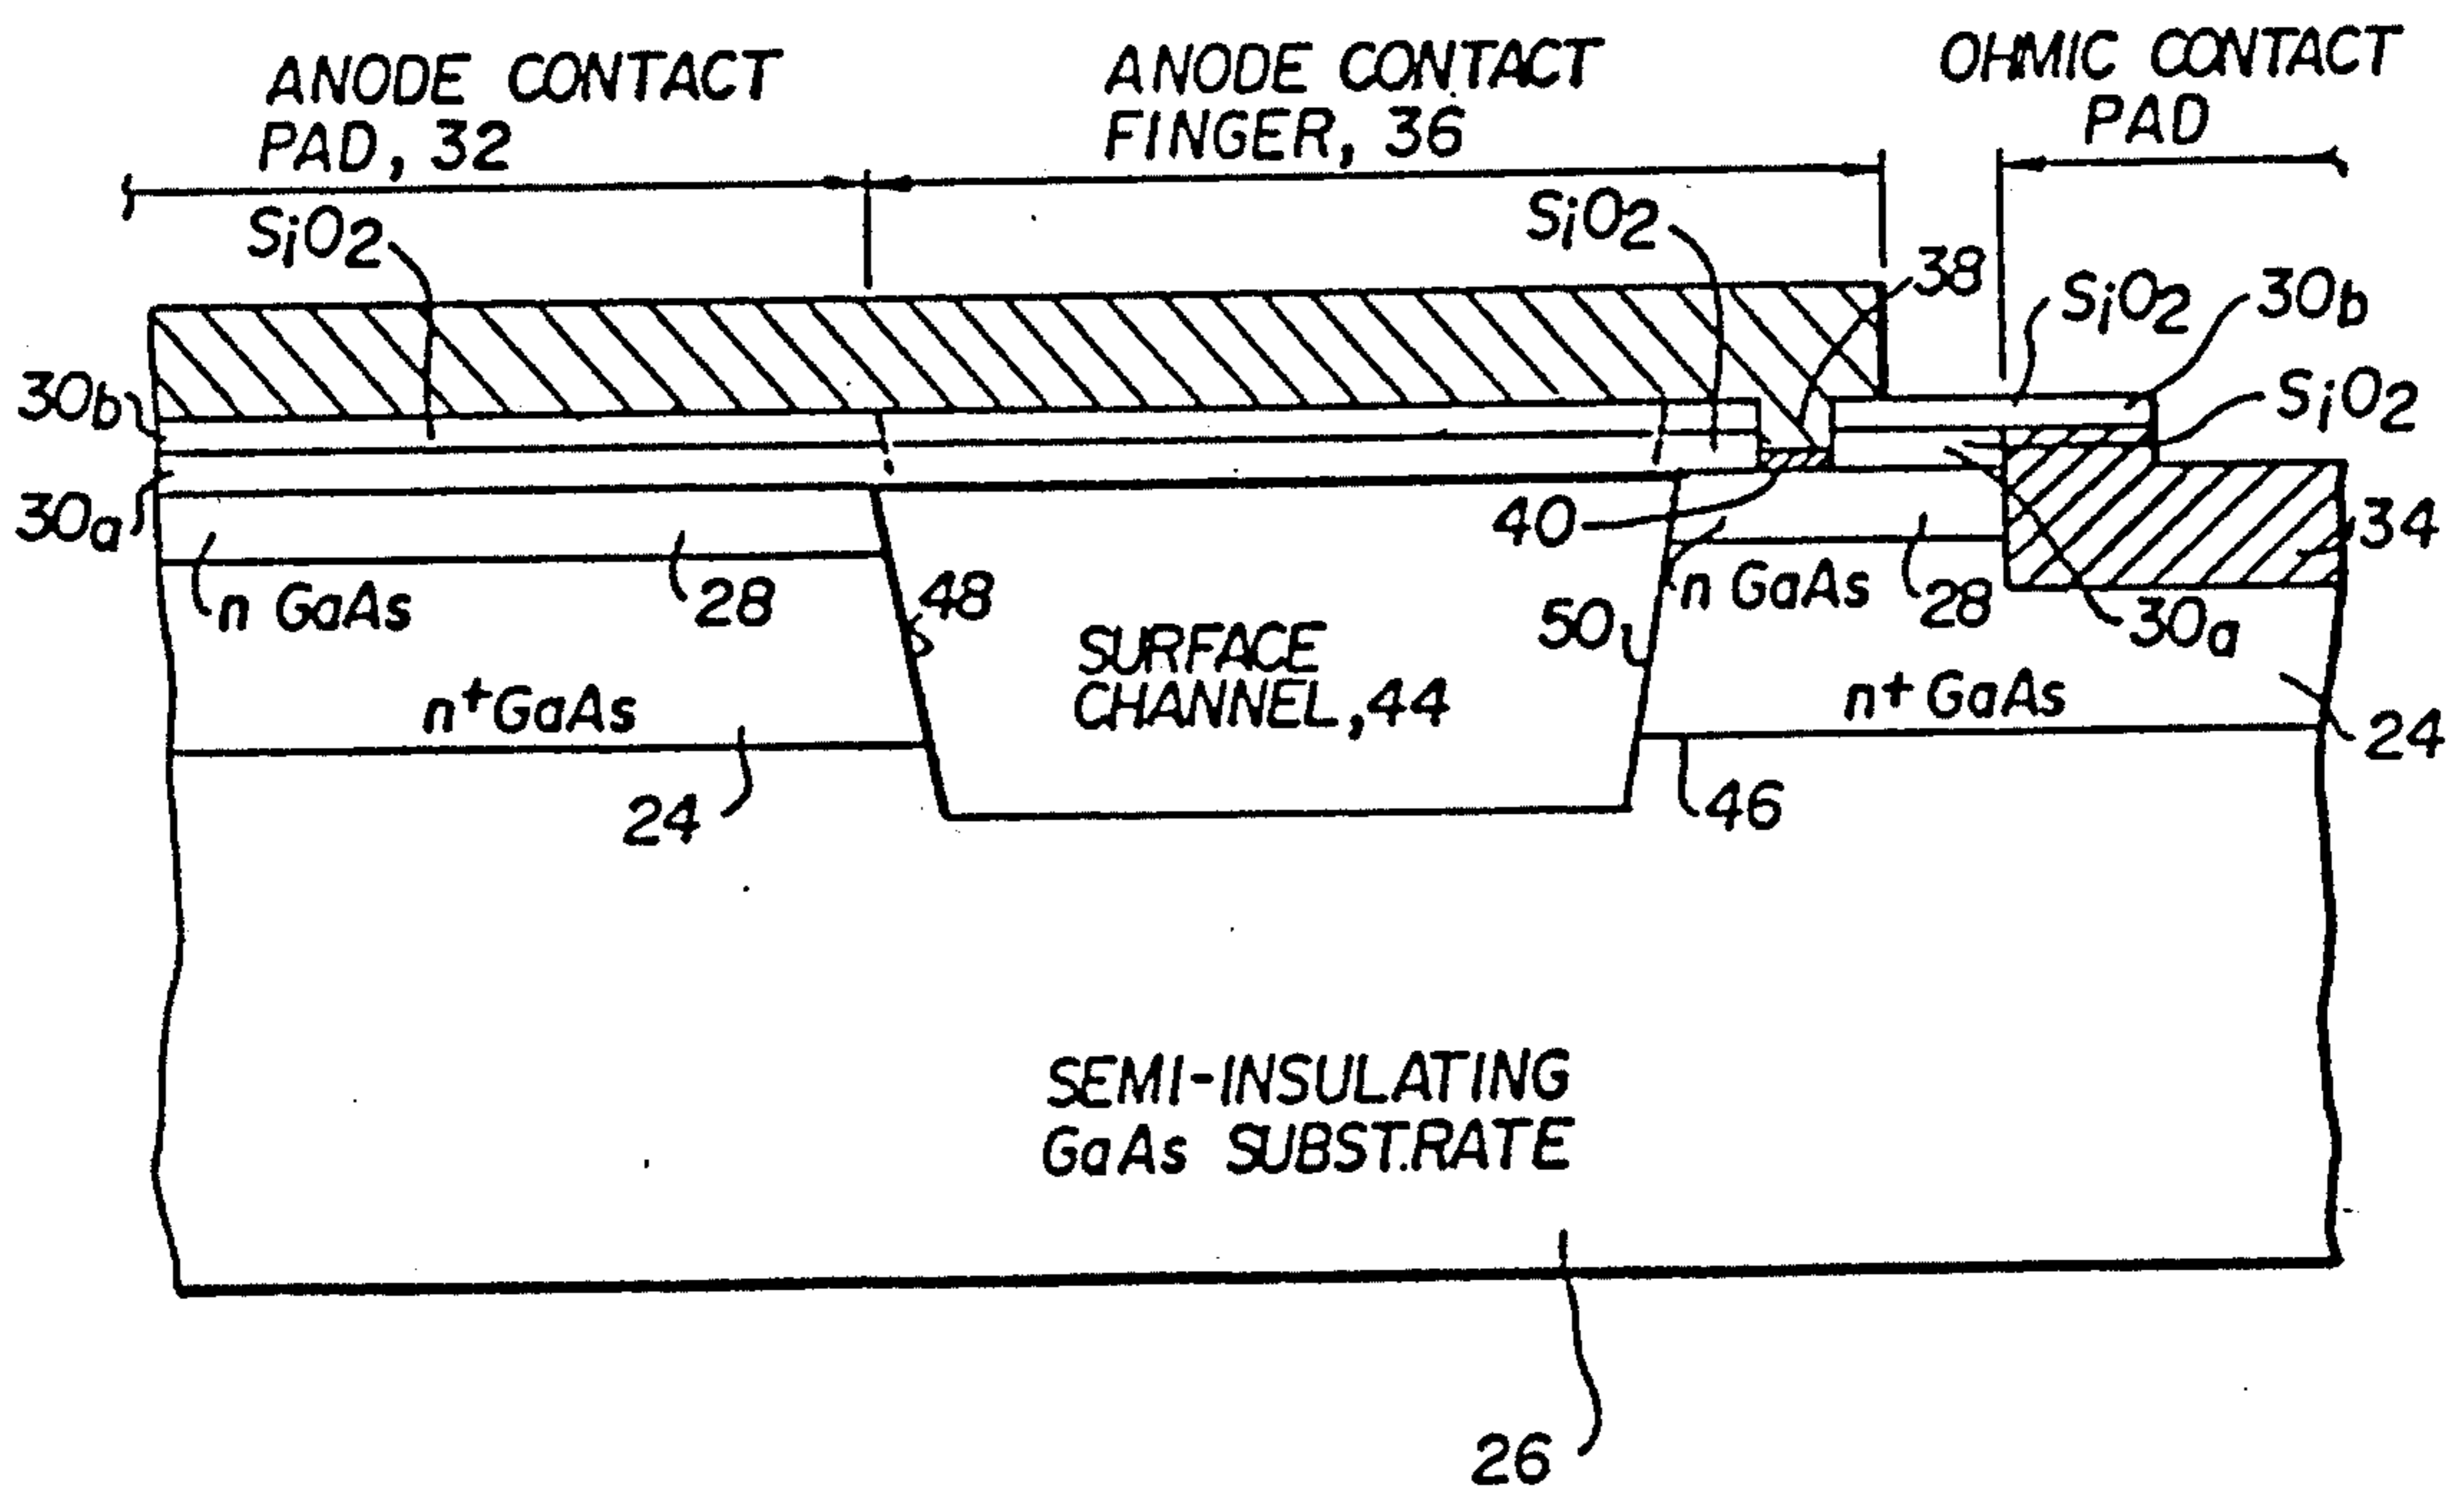 ANODE CONTACT
PAD, 32
ANODE CONTACT
FINGER, 36
OHMIC CONTACT
PAD
SiO2
SiO2
38
SiO2
30b
30b
SiO2
30a
40
34
n GaAs
28
48
n GaAs
28
30a
50
SURFACE
CHANNEL, 44
n+GaAs
n+ GaAs
24
24
46
SEMI-INSULATING
GaAs SUBSTRATE
26